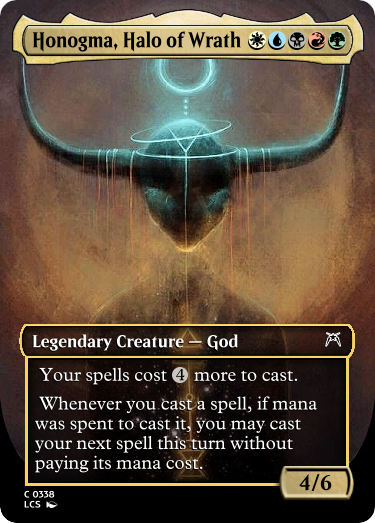 Honogma, Halo of Wrath
Legendary Creature — God
Your spells cost 4 more to cast.
Whenever you cast a spell, if mana
was spent to cast it, you may cast
your next spell this turn without
paying its mana cost.
4/6
C 0338
LCS